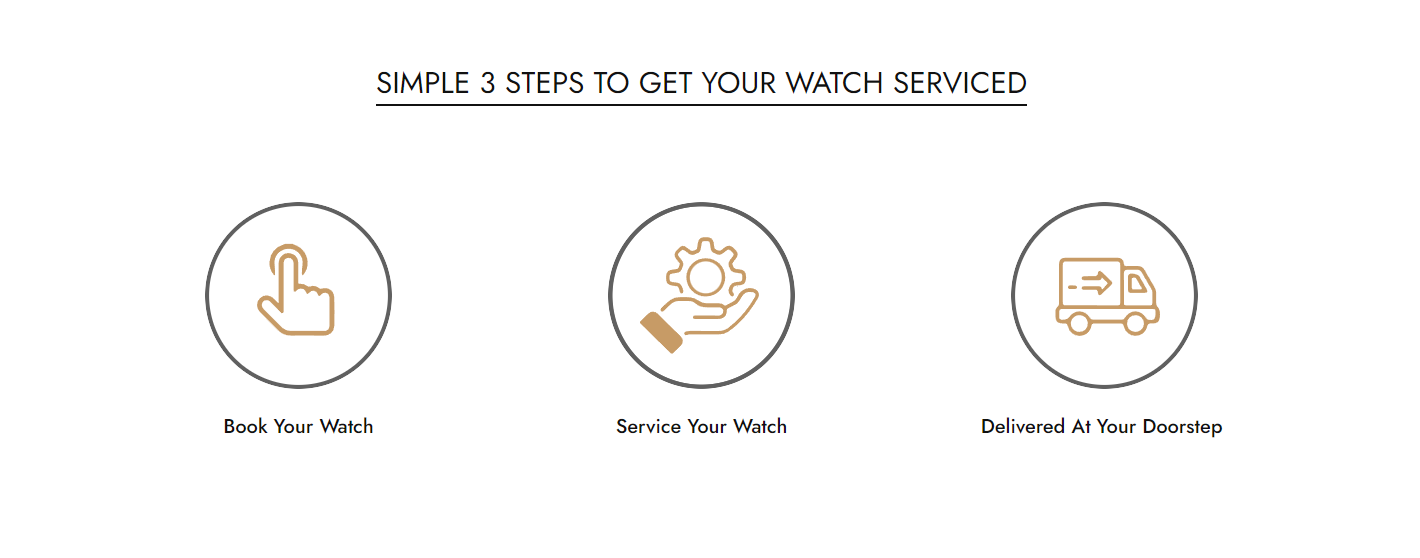 SIMPLE 3 STEPS TO GET YOUR WATCH SERVICED
Book Your Watch
Service Your Watch
Delivered At Your Doorstep